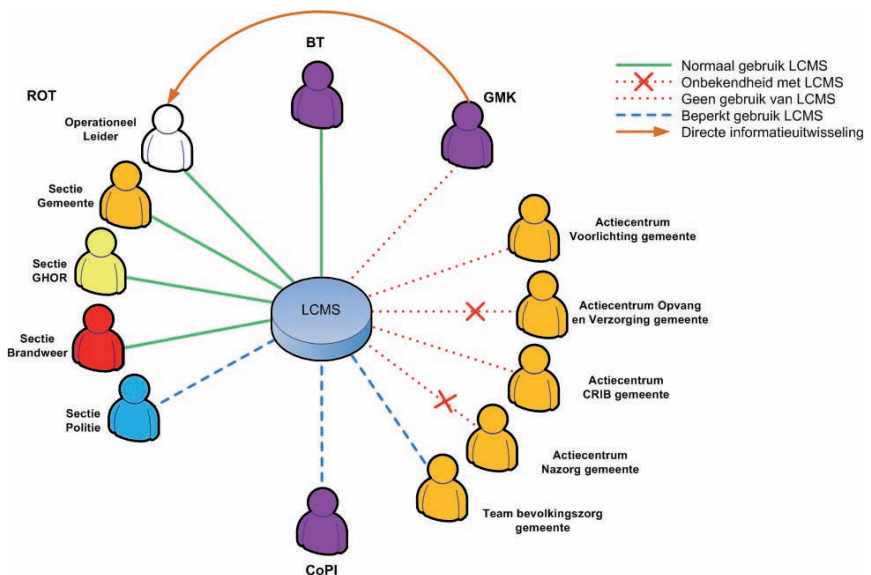 BT
ROT
GMK
Normaal gebruik LCMS
Onbekendheid met LCMS
Geen gebruik van LCMS
Beperkt gebruik LCMS
Directe informatieuitwisseling
Operationeel
Leider
Sectie
Gemeente
Sectie
GHOR
Sectie
Brandweer
Sectie
Politie
LCMS
Actiecentrum
Voorlichting gemeente
Actiecentrum Opvang
en Verzorging gemeente
Actiecentrum
CRIB gemeente
Actiecentrum
Nazorg gemeente
Team bevolkingszorg
gemeente
CoPI